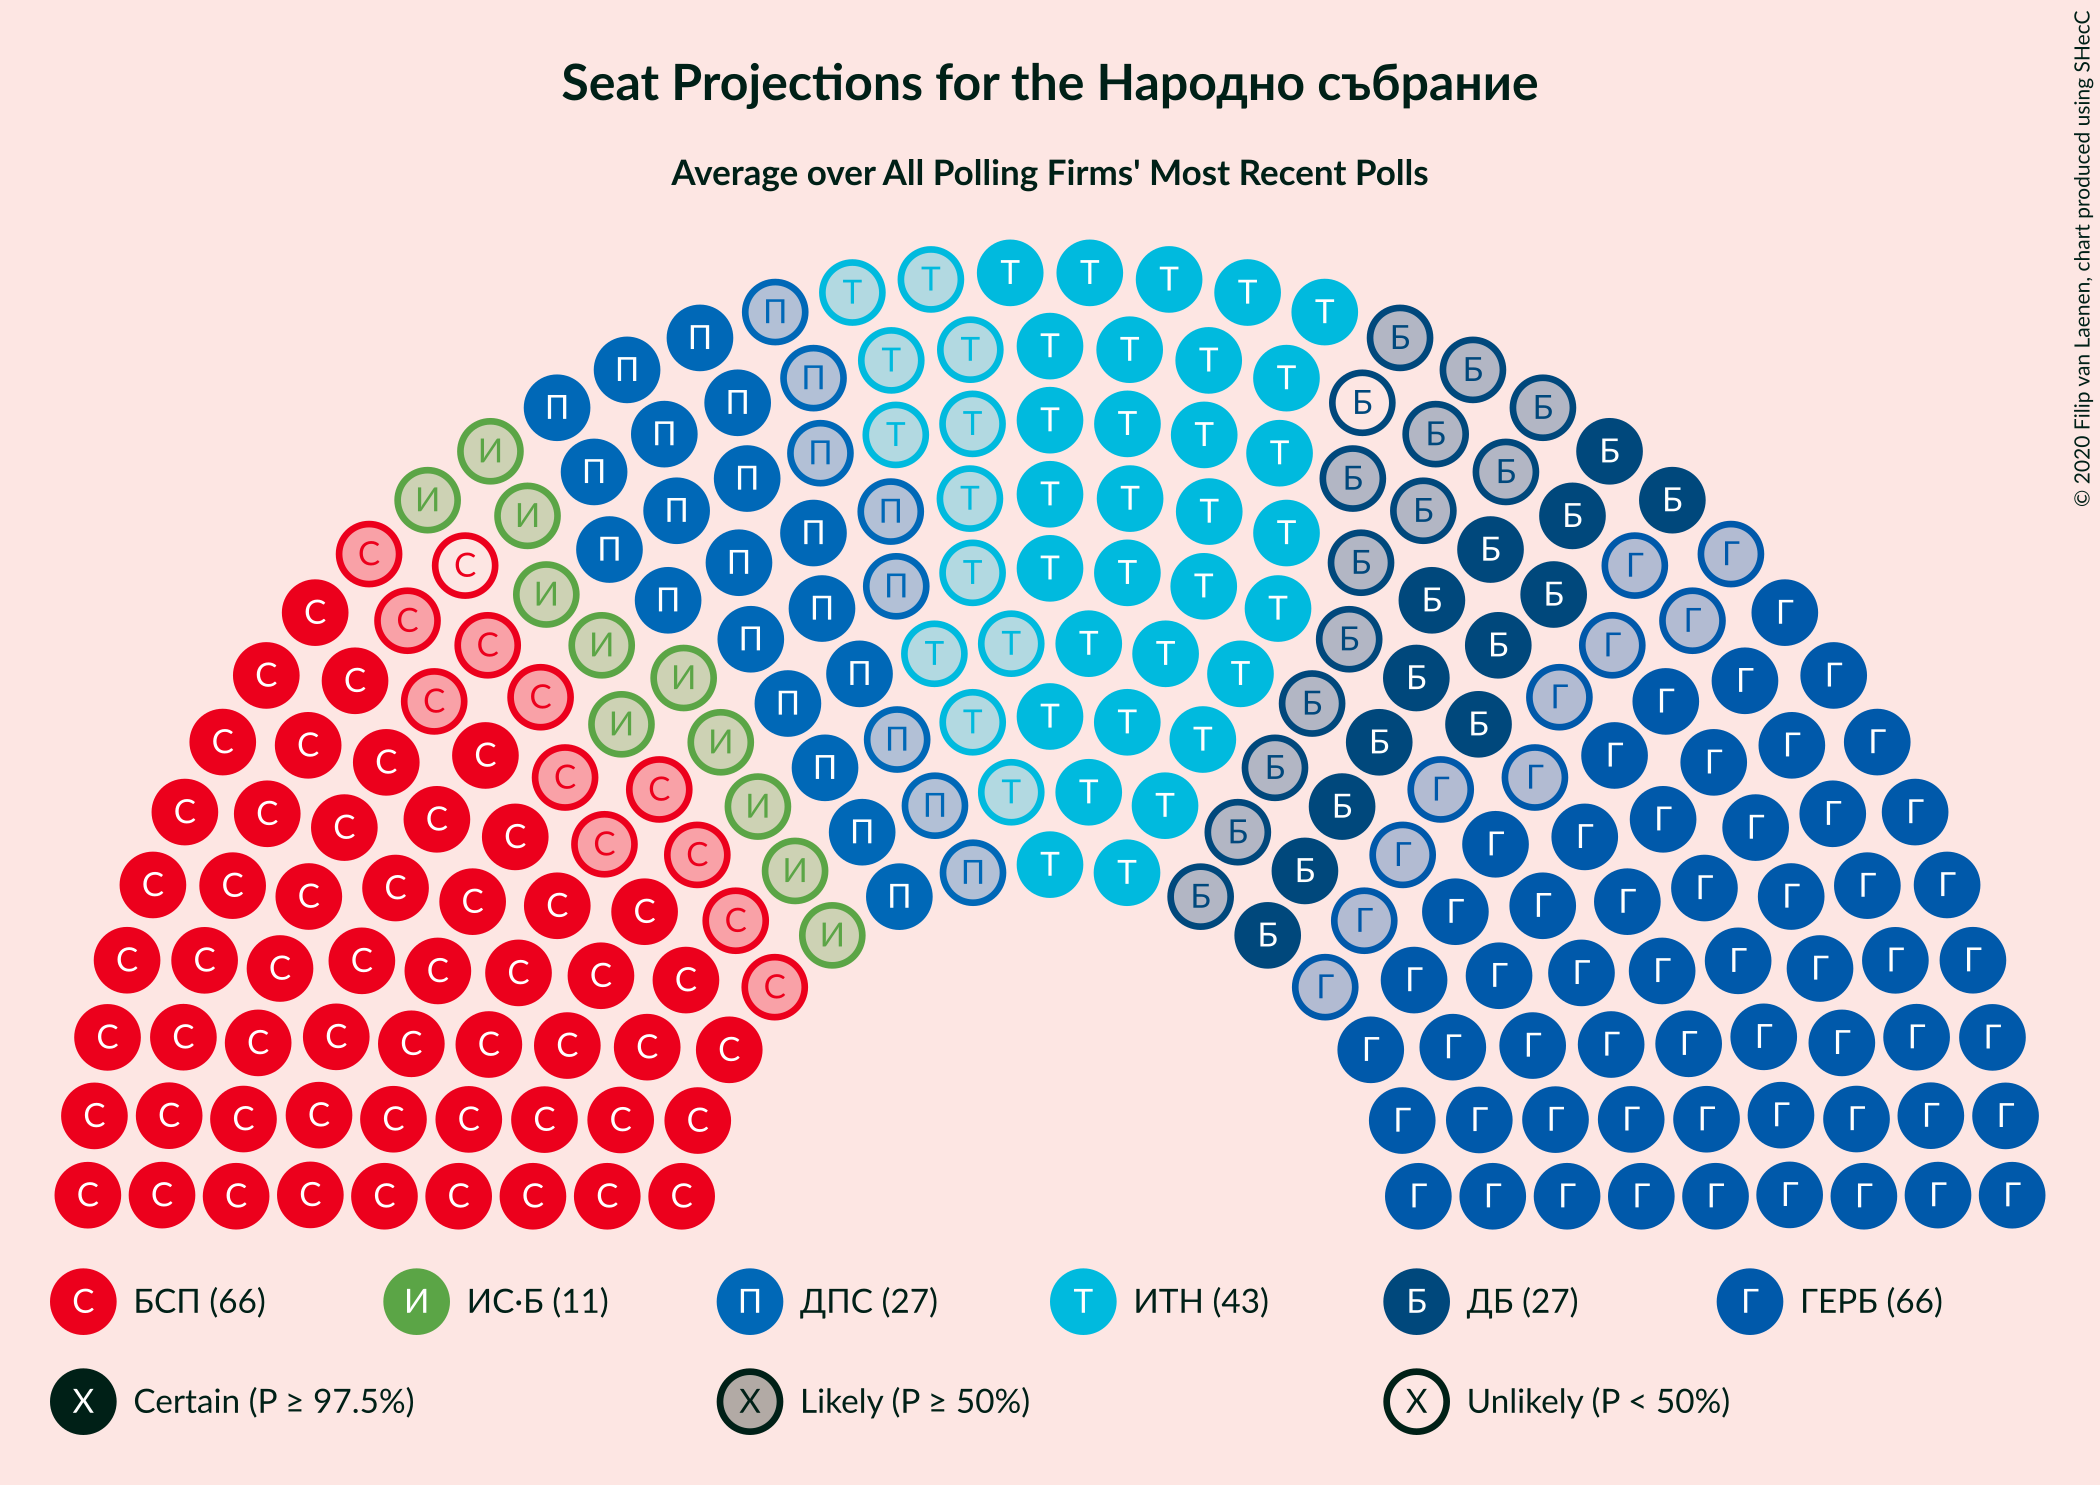 Seat Projections for the Народно събрание
Average over All Polling Firms' Most Recent Polls
© 2020 Filip van Laenen, chart produced using SHecC
Т Т Т Т Т Т Т
С БСП (66) И ИС·Б (11) П ДПС (27) Т ИТН (43) Б ДБ (27) Г ГЕРБ (66)
X Certain (P ≥ 97.5%) X Likely (P ≥ 50%) X Unlikely (P < 50%)